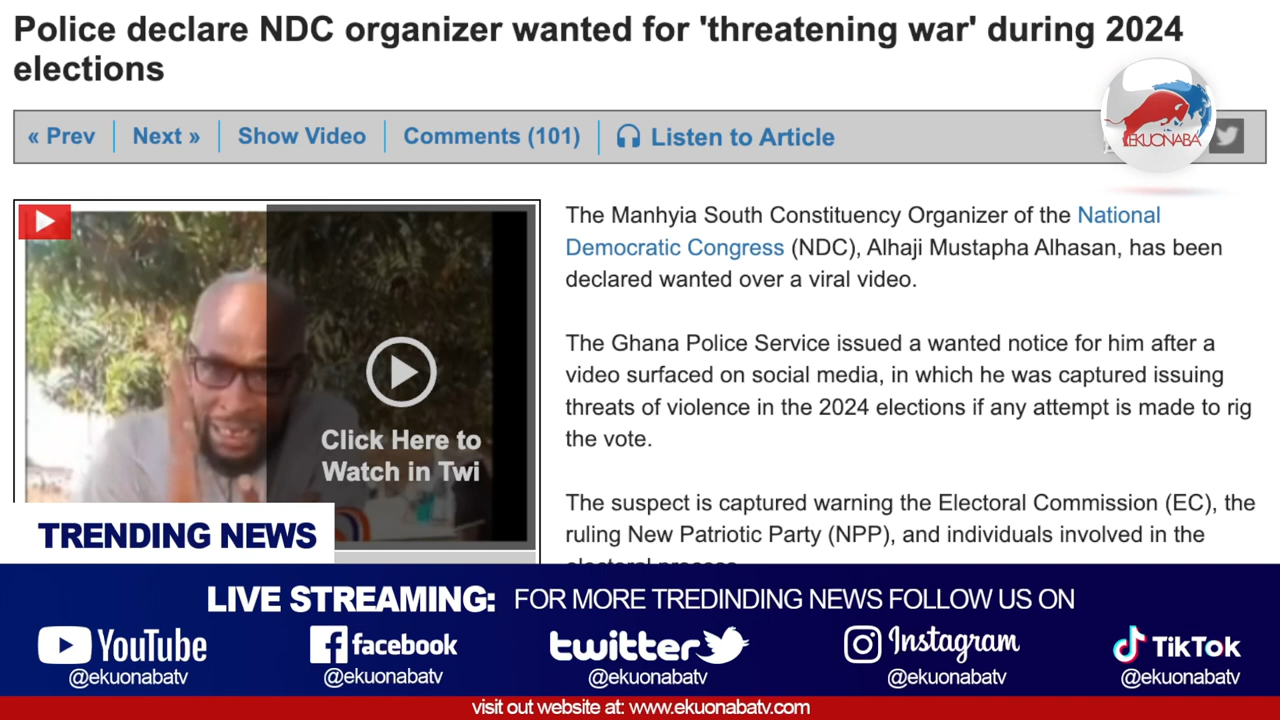 Police declare NDC organizer wanted for 'threatening war' during 2024
elections
« Prev
Next »
Show Video
Comments (101)
Listen to Article
EKUONABA
The Manhyia South Constituency Organizer of the National
Democratic Congress (NDC), Alhaji Mustapha Alhasan, has been
declared wanted over a viral video.
The Ghana Police Service issued a wanted notice for him after a
video surfaced on social media, in which he was captured issuing
threats of violence in the 2024 elections if any attempt is made to rig
the vote.
The suspect is captured warning the Electoral Commission (EC), the
ruling New Patriotic Party (NPP), and individuals involved in the
Click Here to
Watch in Twi
TRENDING NEWS
LIVE STREAMING: FOR MORE TREDINDING NEWS FOLLOW US ON
YouTube
@ekuonabatv
facebook
@ekuonabatv
twitter
@ekuonabatv
Instagram
@ekuonabatv
TikTok
@ekuonabatv
visit out website at: www.ekuonabatv.com